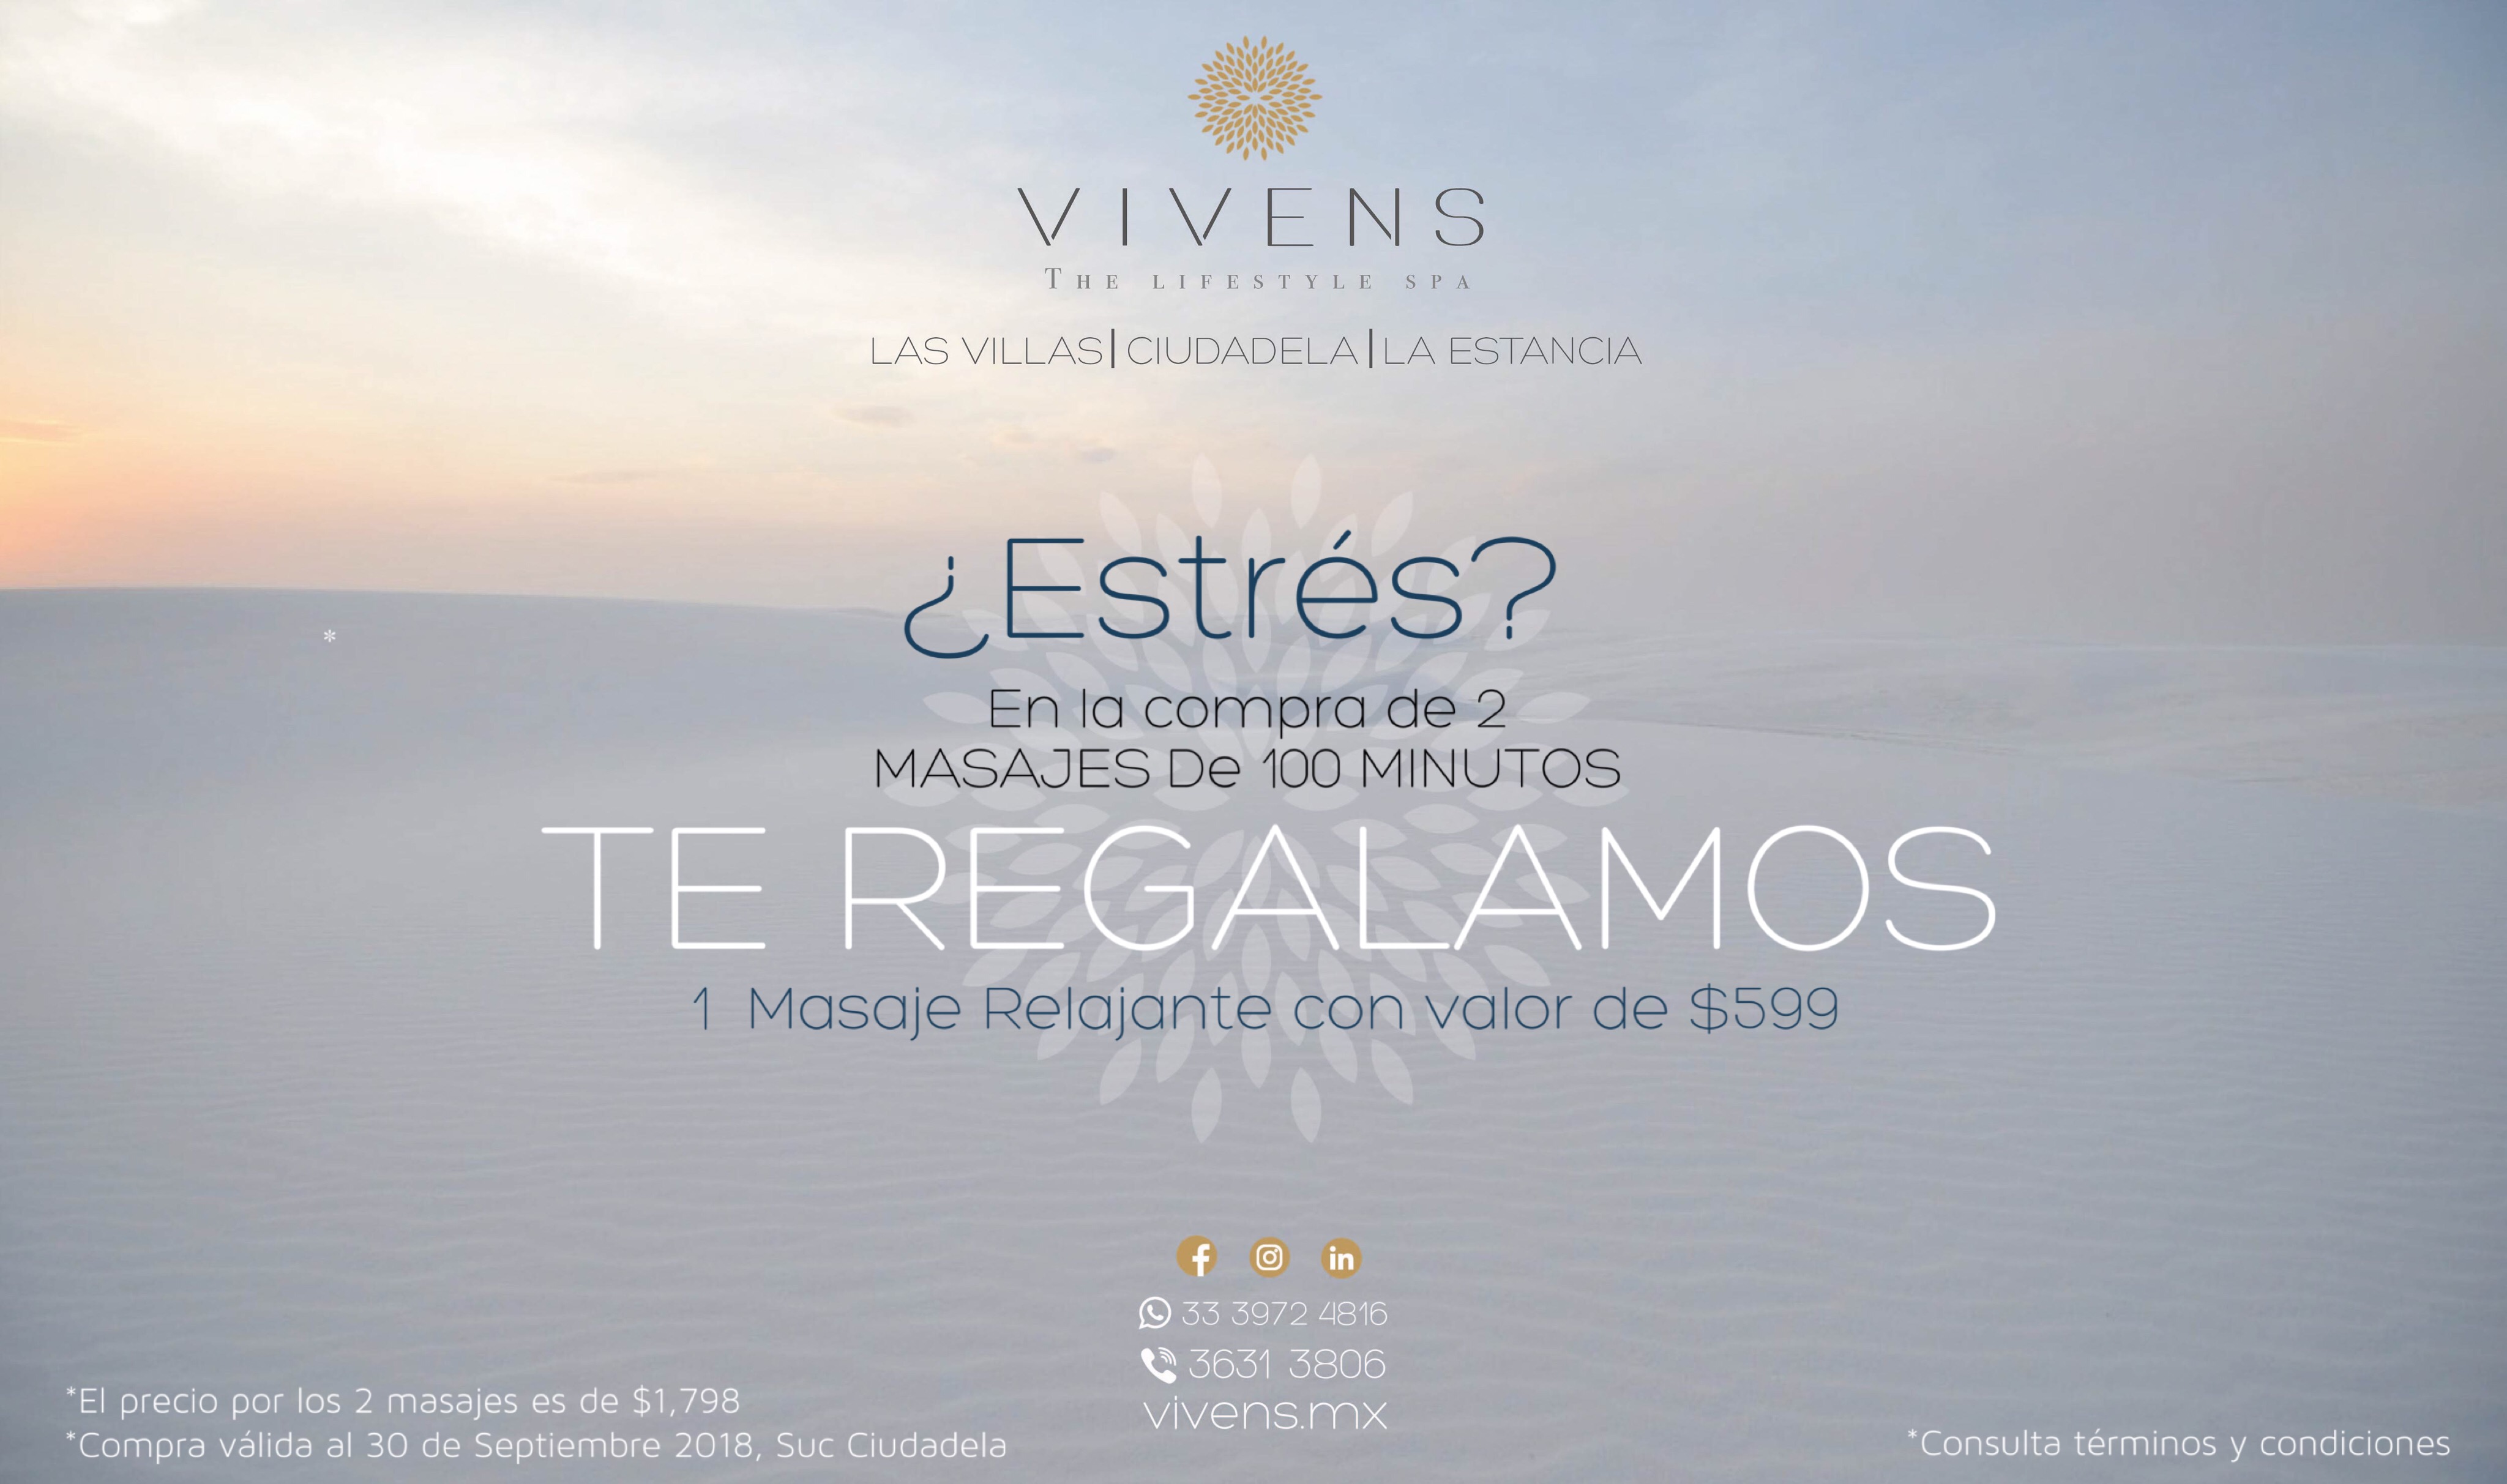 VIVENS
THE LIFESTYLE SPA
LAS VILLAS|CIUDADELA|LA ESTANCIA
¿Estrés?
*
En la compra de 2
MASAJES De 100 MINUTOS
TE REGALAMOS
1 Masaje Relajante con valor de $599
33 3972 4816
3631 3806
vivens.mx
*El precio por los 2 masajes es de $1,798
*Compra válida al 30 de Septiembre 2018, Suc Ciudadela
*Consulta términos y condiciones